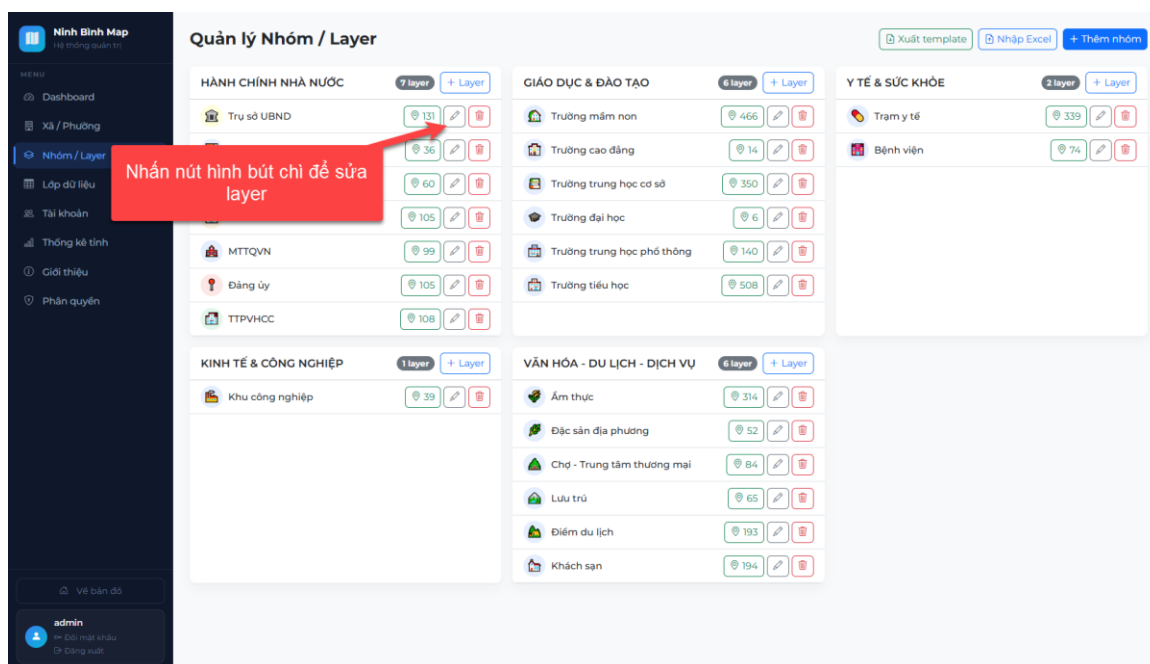 Ninh Bình Map
Hệ thống quản trị
MENU
Dashboard
Xã / Phường
Nhóm / Layer
Lớp dữ liệu
Tài khoản
Thống kê tỉnh
Giới thiệu
Phân quyền
Về bản đồ
admin
Đổi mật khẩu
Đăng xuất
Quản lý Nhóm / Layer
Xuất template
Nhập Excel
+ Thêm nhóm
HÀNH CHÍNH NHÀ NƯỚC 7 layer + Layer
Trụ sở UBND 131
36
60
105
MTTQVN 99
Đảng ủy 105
TTPVHCC 108
Nhấn nút hình bút chì để sửa
layer
GIÁO DỤC & ĐÀO TẠO 6 layer + Layer
Trường mầm non 466
Trường cao đẳng 14
Trường trung học cơ sở 350
Trường đại học 6
Trường trung học phổ thông 140
Trường tiểu học 508
Y TẾ & SỨC KHỎE 2 layer + Layer
Trạm y tế 339
Bệnh viện 74
KINH TẾ & CÔNG NGHIỆP 1 layer + Layer
Khu công nghiệp 39
VĂN HÓA - DU LỊCH - DỊCH VỤ 6 layer + Layer
Ẩm thực 314
Đặc sản địa phương 52
Chợ - Trung tâm thương mại 84
Lưu trú 65
Điểm du lịch 193
Khách sạn 194